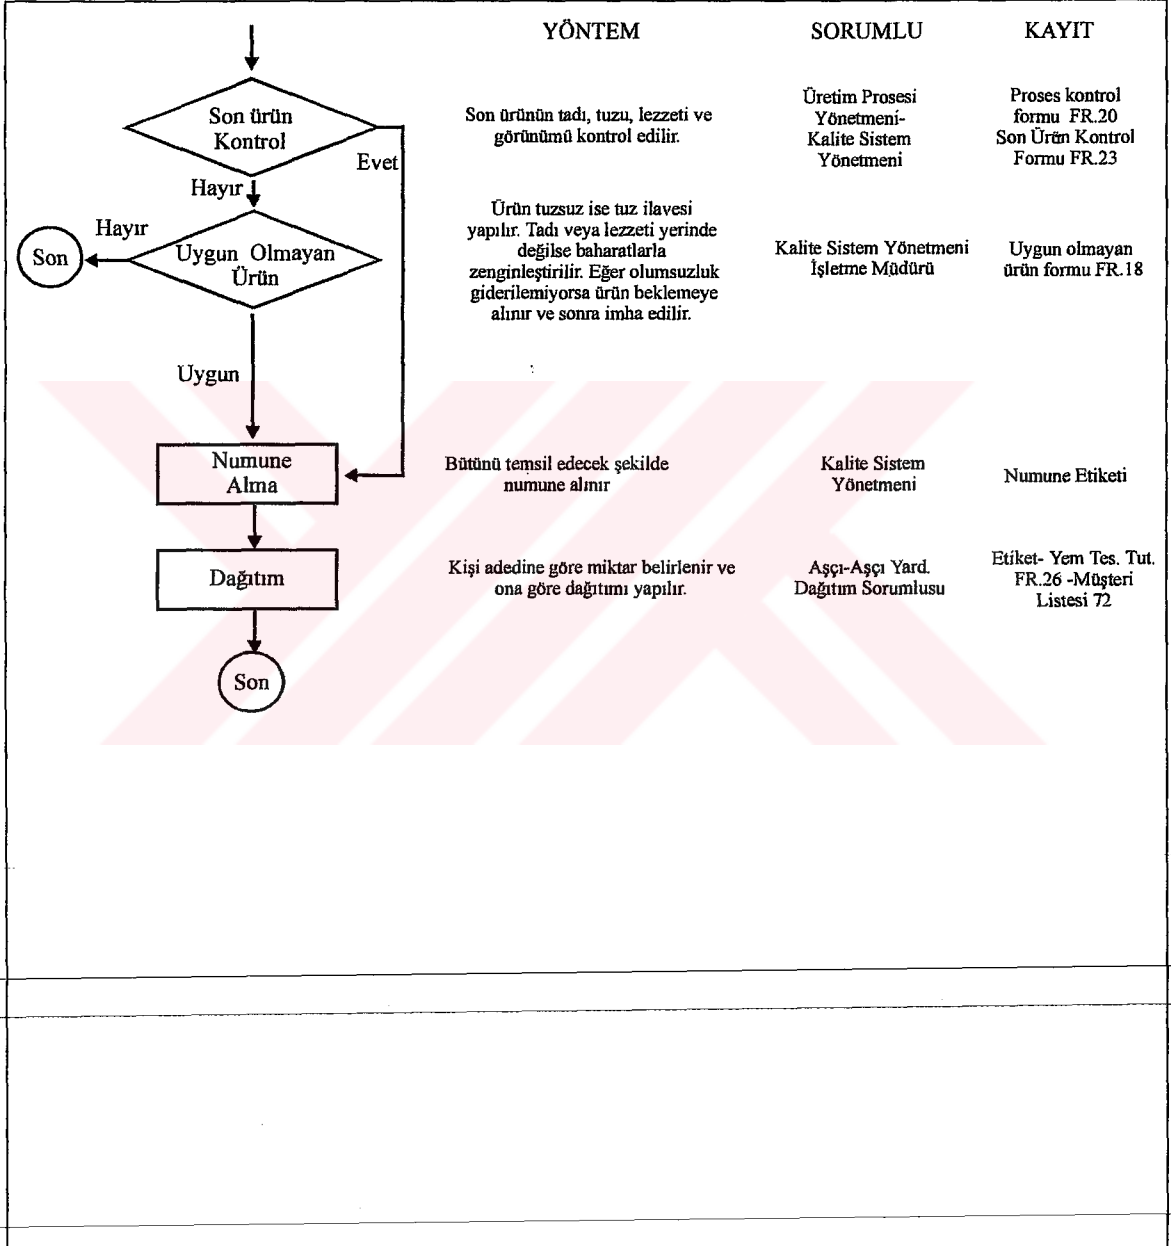 YÖNTEM SORUMLU KAYIT
Son ürün
Kontrol
Evet
Hayır
Son ürünün tadı, tuzu, lezzeti ve
görünümü kontrol edilir.
Üretim Prosesi
Yönetmeni-
Kalite Sistem
Yönetmeni
Proses kontrol
formu FR.20
Son Ürün Kontrol
Formu FR.23
Hayır
Son
Uygun Olmayan
Ürün
Uygun
Ürün tuzsuz ise tuz ilavesi
yapılır. Tadı veya lezzeti yerinde
değilse baharatlarla
zenginleştirilir. Eğer olumsuzluk
giderilemiyorsa ürün beklemeye
alınır ve sonra imha edilir.
Kalite Sistem Yönetmeni
İşletme Müdürü
Uygun olmayan
ürün formu FR.18
Numune
Alma
Bütünü temsil edecek şekilde
numune alınır
Kalite Sistem
Yönetmeni
Numune Etiketi
Dağıtım
Kişi adedine göre miktar belirlenir ve
ona göre dağıtımı yapılır.
Aşçı-Aşçı Yard.
Dağıtım Sorumlusu
Etiket- Yem Tes. Tut.
FR.26 -Müşteri
Listesi 72
Son